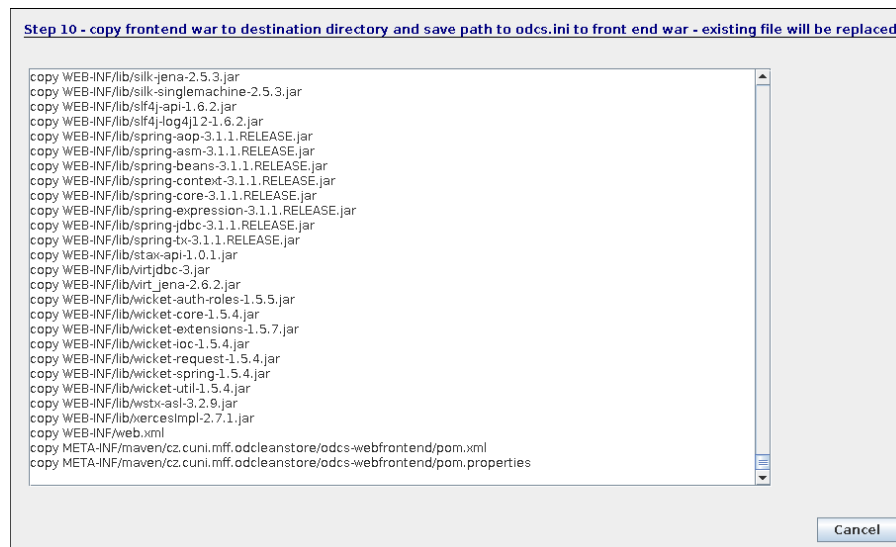 Step 10 - copy frontend war to destination directory and save path to odcs.ini to front end war - existing file will be replaced
copy WEB-INF/lib/silk-jena-2.5.3.jar
copy WEB-INF/lib/silk-singlemachine-2.5.3.jar
copy WEB-INF/lib/slf4j-api-1.6.2.jar
copy WEB-INF/lib/slf4j-log4j12-1.6.2.jar
copy WEB-INF/lib/spring-aop-3.1.1.RELEASE.jar
copy WEB-INF/lib/spring-asm-3.1.1.RELEASE.jar
copy WEB-INF/lib/spring-beans-3.1.1.RELEASE.jar
copy WEB-INF/lib/spring-context-3.1.1.RELEASE.jar
copy WEB-INF/lib/spring-core-3.1.1.RELEASE.jar
copy WEB-INF/lib/spring-expression-3.1.1.RELEASE.jar
copy WEB-INF/lib/spring-jdbc-3.1.1.RELEASE.jar
copy WEB-INF/lib/spring-tx-3.1.1.RELEASE.jar
copy WEB-INF/lib/stax-api-1.0.1.jar
copy WEB-INF/lib/virtjdbc-3.jar
copy WEB-INF/lib/virt_jena-2.6.2.jar
copy WEB-INF/lib/wicket-auth-roles-1.5.5.jar
copy WEB-INF/lib/wicket-core-1.5.4.jar
copy WEB-INF/lib/wicket-extensions-1.5.7.jar
copy WEB-INF/lib/wicket-ioc-1.5.4.jar
copy WEB-INF/lib/wicket-request-1.5.4.jar
copy WEB-INF/lib/wicket-spring-1.5.4.jar
copy WEB-INF/lib/wicket-util-1.5.4.jar
copy WEB-INF/lib/wstx-asl-3.2.9.jar
copy WEB-INF/lib/xercesImpl-2.7.1.jar
copy WEB-INF/web.xml
copy META-INF/maven/cz.cuni.mff.odcleanstore/odcs-webfrontend/pom.xml
copy META-INF/maven/cz.cuni.mff.odcleanstore/odcs-webfrontend/pom.properties
Cancel